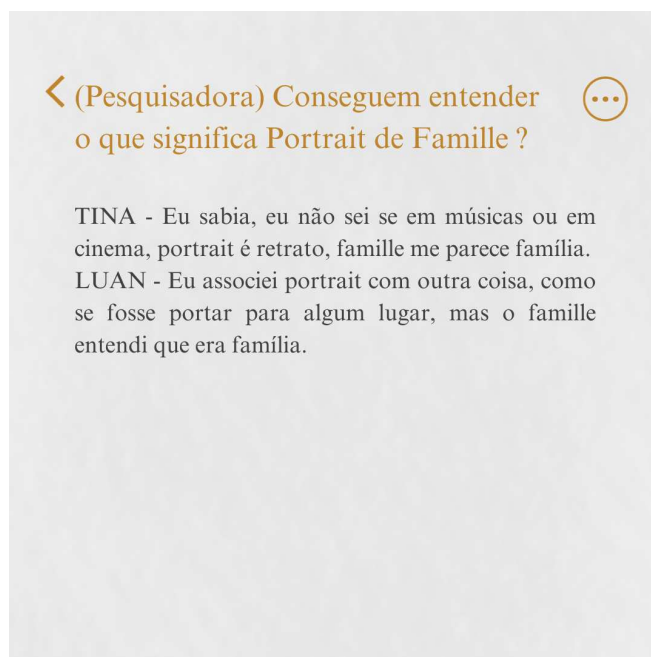 (Pesquisadora) Conseguem entender
o que significa Portrait de Famille ?
TINA - Eu sabia, eu não sei se em músicas ou em
cinema, portrait é retrato, famille me parece família.
LUAN - Eu associei portrait com outra coisa, como
se fosse portar para algum lugar, mas o famille
entendi que era família.